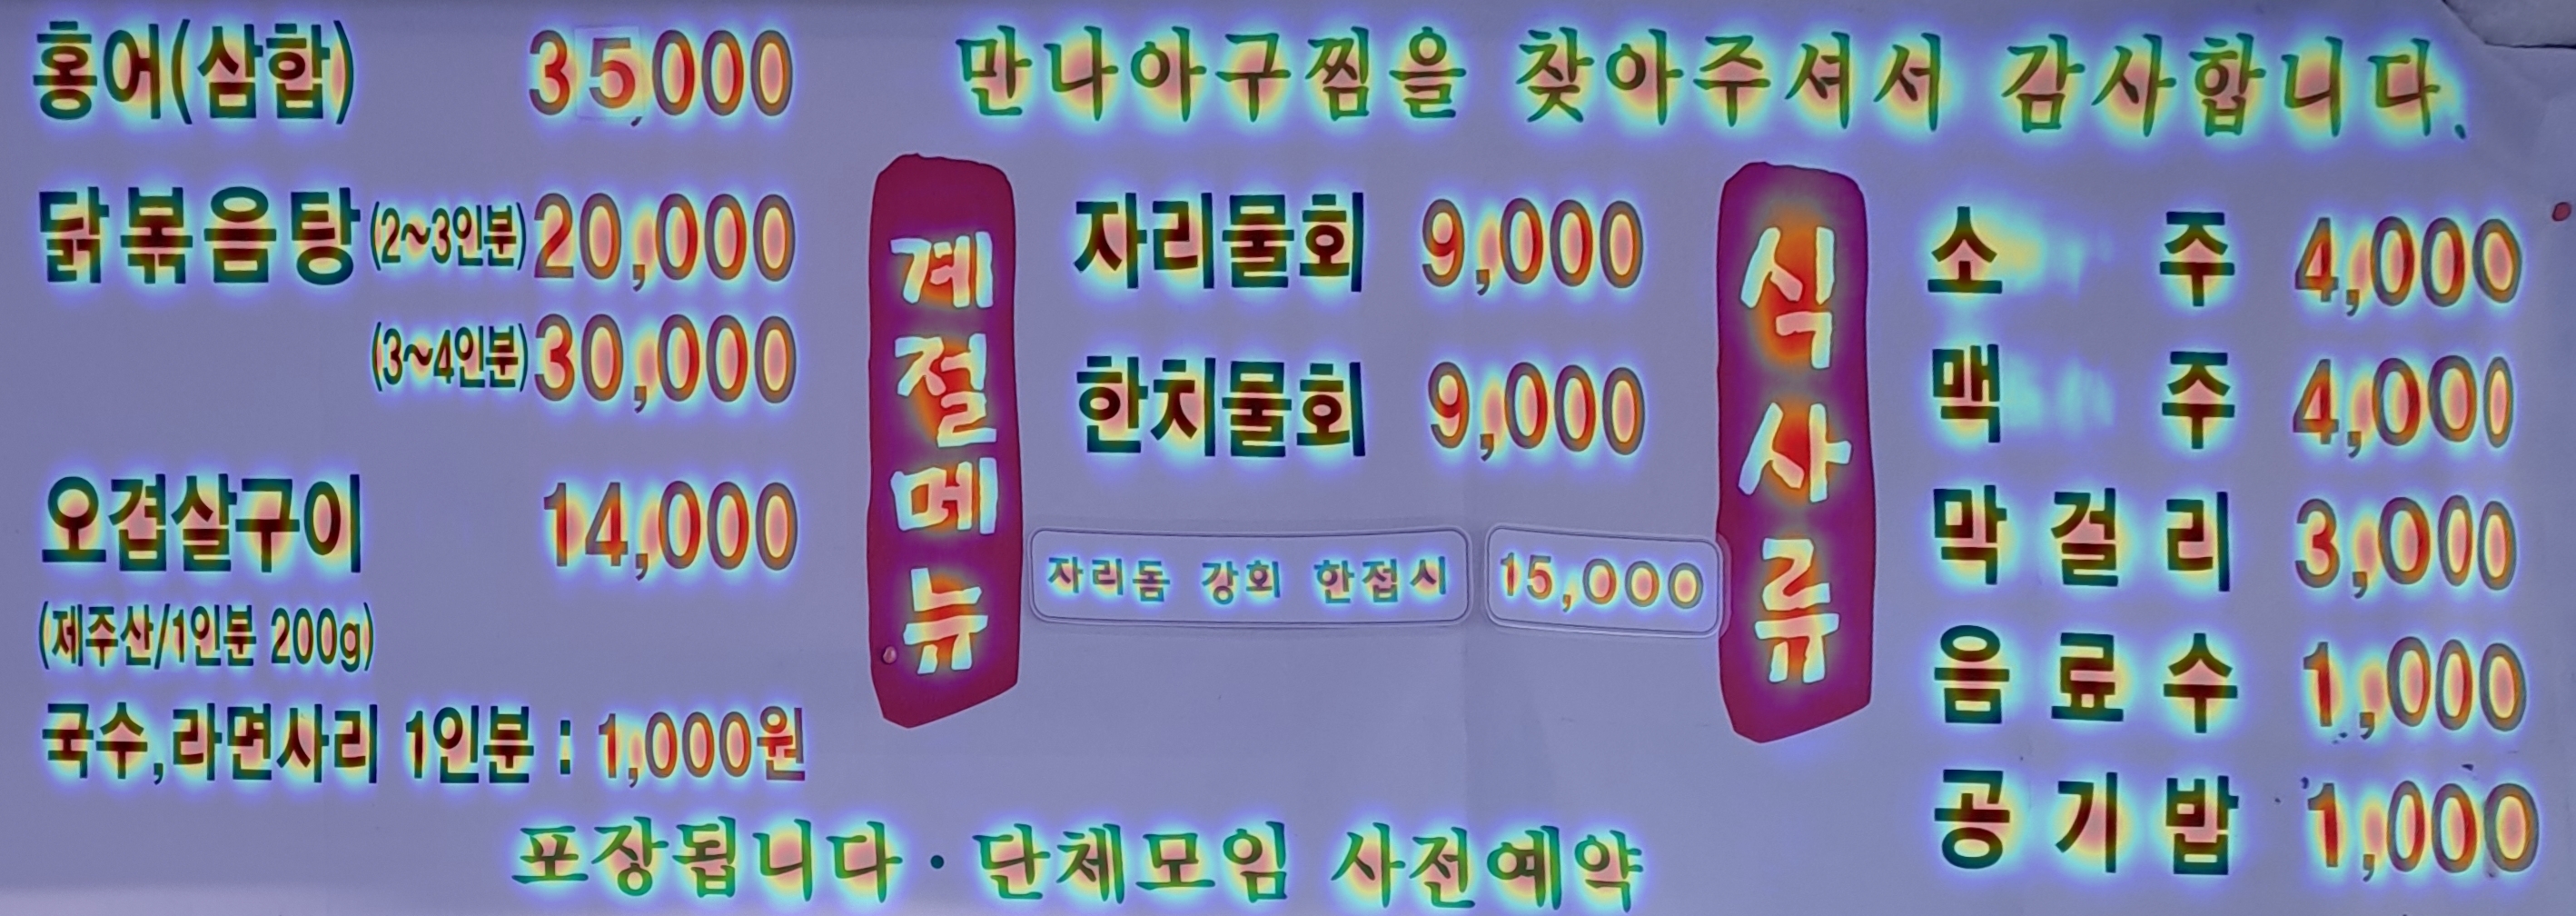 홍어(삼합) 35,000
닭볶음탕(2~3인분) 20,000
(3~4인분) 30,000
오겹살구이 14,000
(제주산/1인분 200g)
국수,라면사리 1인분 : 1,000원
만나아구찜을 찾아주셔서 감사합니다.
계절메뉴
자리물회 9,000
한치물회 9,000
자리돔 강회 한접시 15,000
식사류
소주 4,000
맥주 4,000
막걸리 3,000
음료수 1,000
공기밥 1,000
포장됩니다 · 단체모임 사전예약